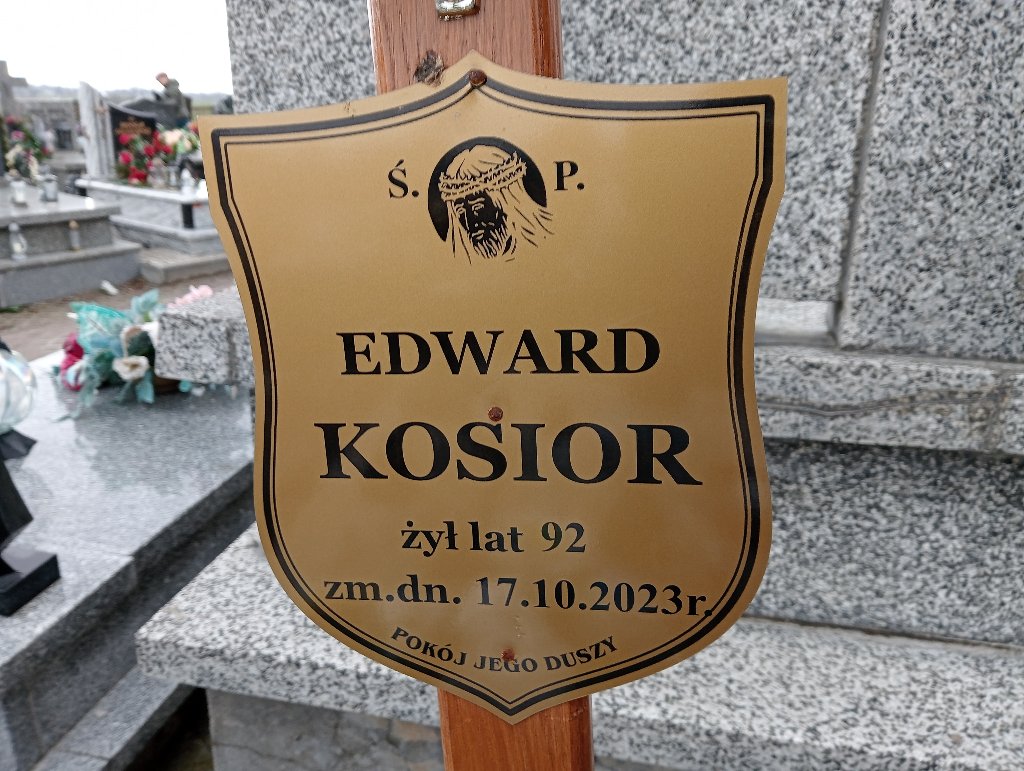 Ś. P.
EDWARD
KOSIOR
żył lat 92
zm.dn. 17.10.2023r.
POKÓJ JEGO DUSZY